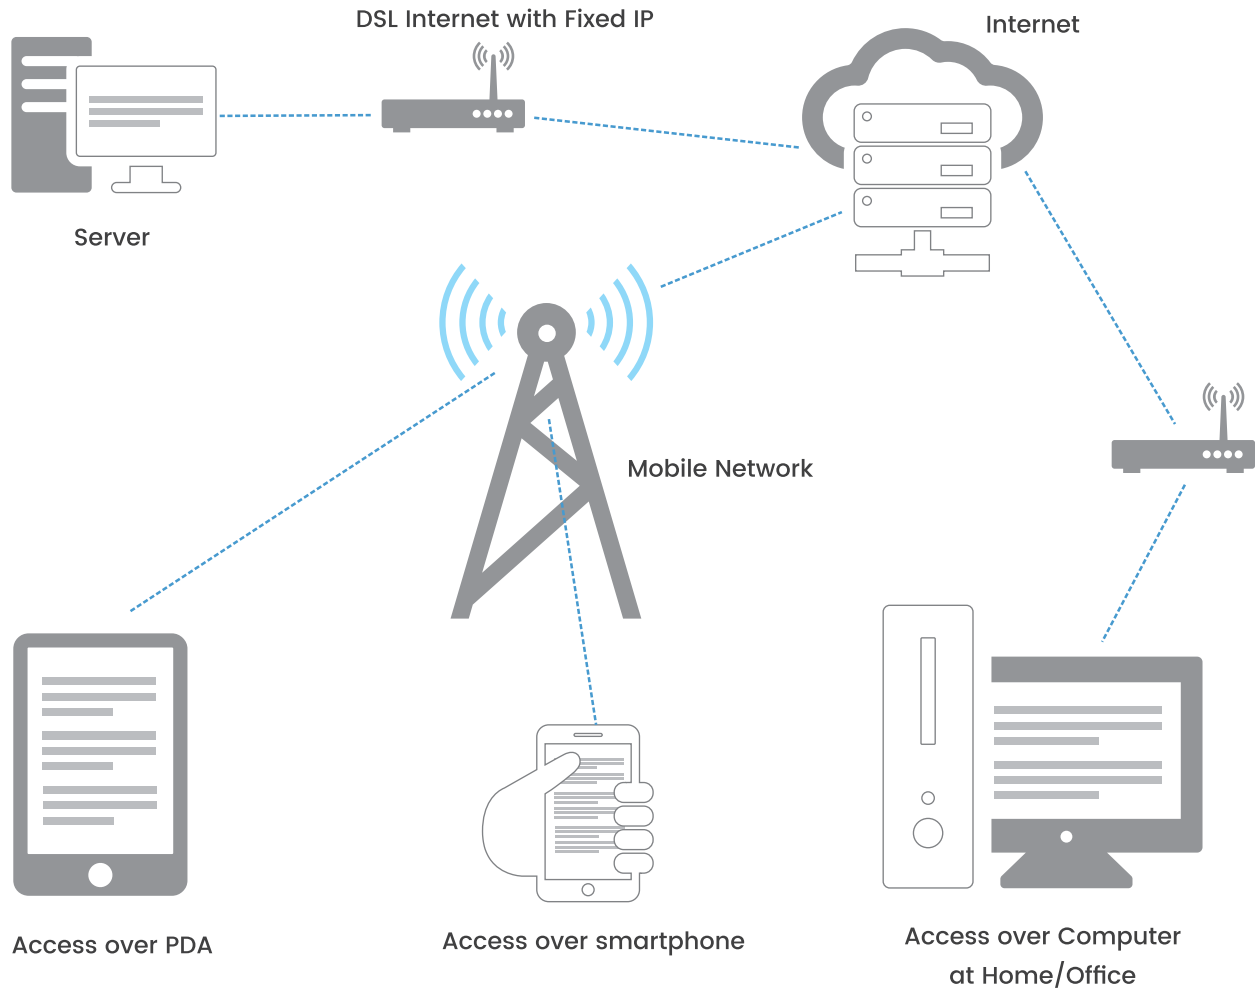 DSL Internet with Fixed IP
Internet
Server
Mobile Network
Access over PDA
Access over smartphone
Access over Computer
at Home/Office